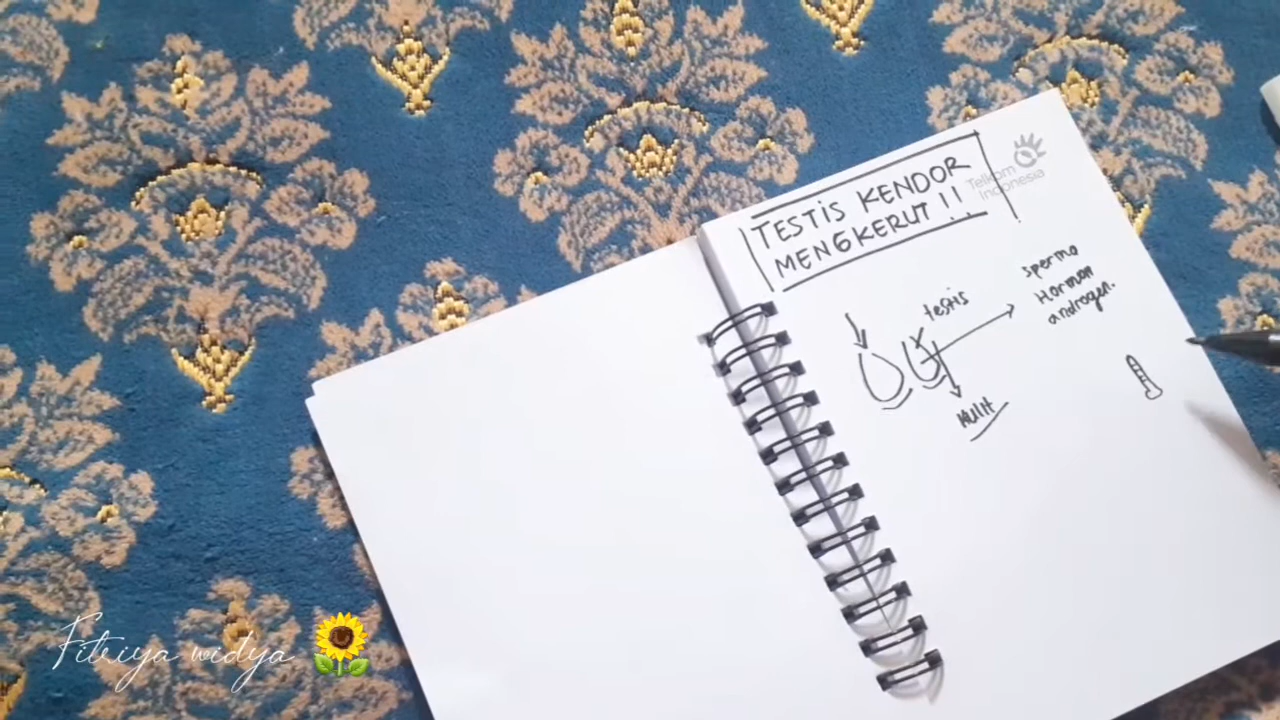 TESTIS KENDOR
MENGKERUT !!
Telkom
Indonesia
testis
sperma
Hormon
androgen.
kulit
Fitriya widya